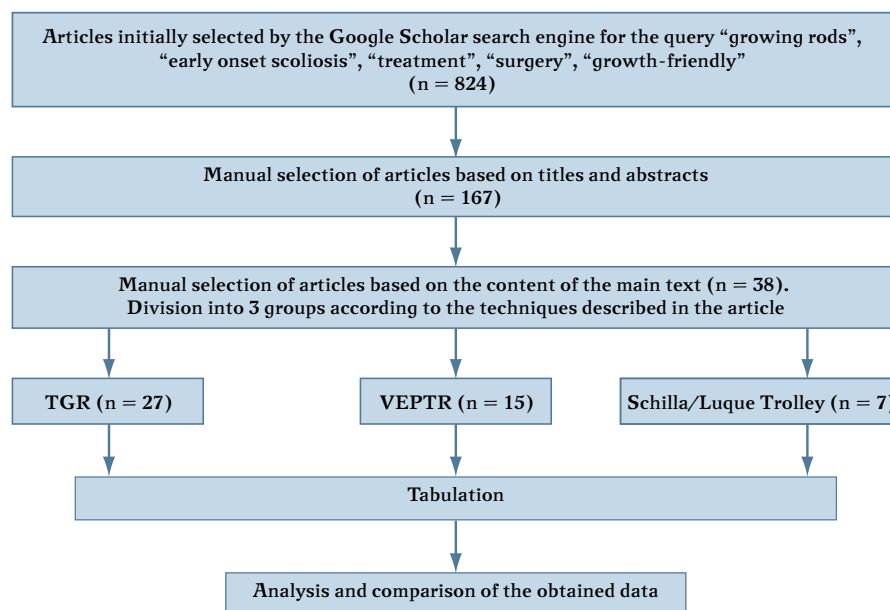 Articles initially selected by the Google Scholar search engine for the query “growing rods”,
“early onset scoliosis”, “treatment”, “surgery”, “growth-friendly”
(n = 824)
Manual selection of articles based on titles and abstracts
(n = 167)
Manual selection of articles based on the content of the main text (n = 38).
Division into 3 groups according to the techniques described in the article
TGR (n = 27)
VEPTR (n = 15)
Schilla/Luque Trolley (n = 7)
Tabulation
Analysis and comparison of the obtained data